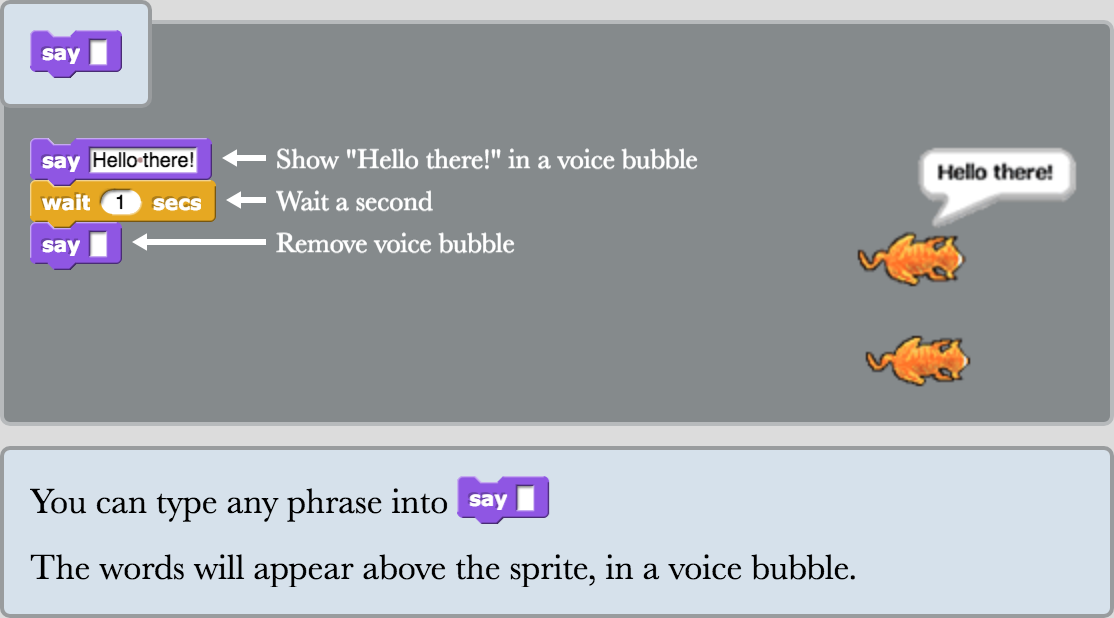 say
say Hello there! Show "Hello there!" in a voice bubble
Hello there!
wait 1 secs Wait a second
say Remove voice bubble
You can type any phrase into say
The words will appear above the sprite, in a voice bubble.